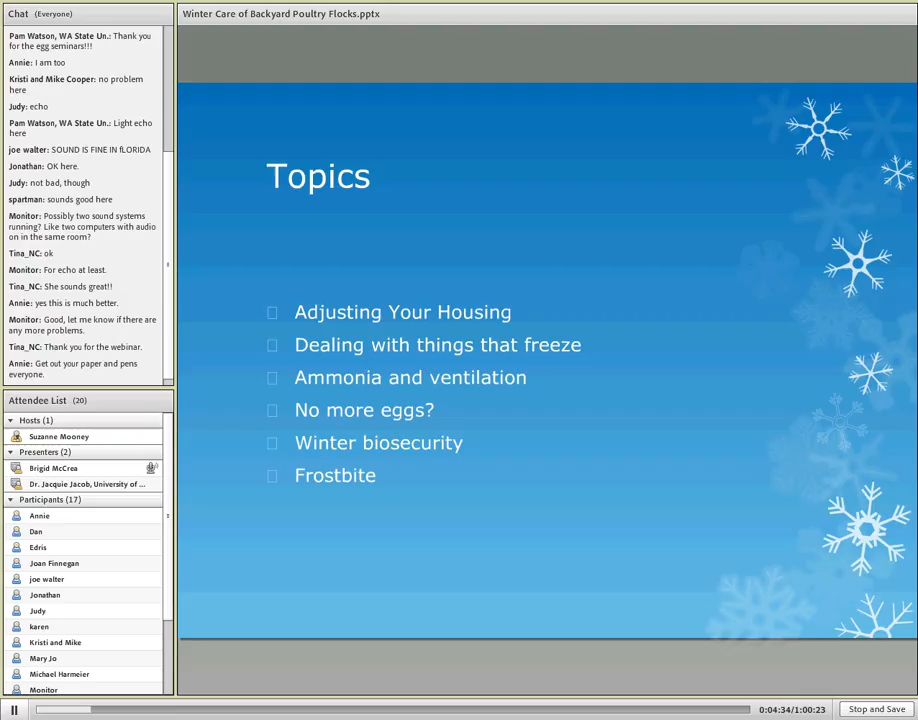 Chat (Everyone)
Pam Watson, WA State Un.: Thank you
for the egg seminars!!!
Annie: I am too
Kristi and Mike Cooper: no problem
here
Judy: echo
Pam Watson, WA State Un.: Light echo
here
joe walter: SOUND IS FINE IN fLORIDA
Jonathan: OK here.
Judy: not bad, though
spartman: sounds good here
Monitor: Possibly two sound systems
running? Like two computers with audio
on in the same room?
Tina_NC: ok
Monitor: For echo at least.
Tina_NC: She sounds great!!
Annie: yes this is much better.
Monitor: Good, let me know if there are
any more problems.
Tina_NC: Thank you for the webinar.
Annie: Get out your paper and pens
everyone.
Attendee List (20)
Hosts (1)
Suzanne Mooney
Presenters (2)
Brigid McCrea
Dr. Jacquie Jacob, University of ...
Participants (17)
Annie
Dan
Edris
Joan Finnegan
joe walter
Jonathan
Judy
karen
Kristi and Mike
Mary Jo
Michael Harmeier
Monitor
Winter Care of Backyard Poultry Flocks.pptx
Topics
Adjusting Your Housing
Dealing with things that freeze
Ammonia and ventilation
No more eggs?
Winter biosecurity
Frostbite
0:04:34/1:00:23
Stop and Save